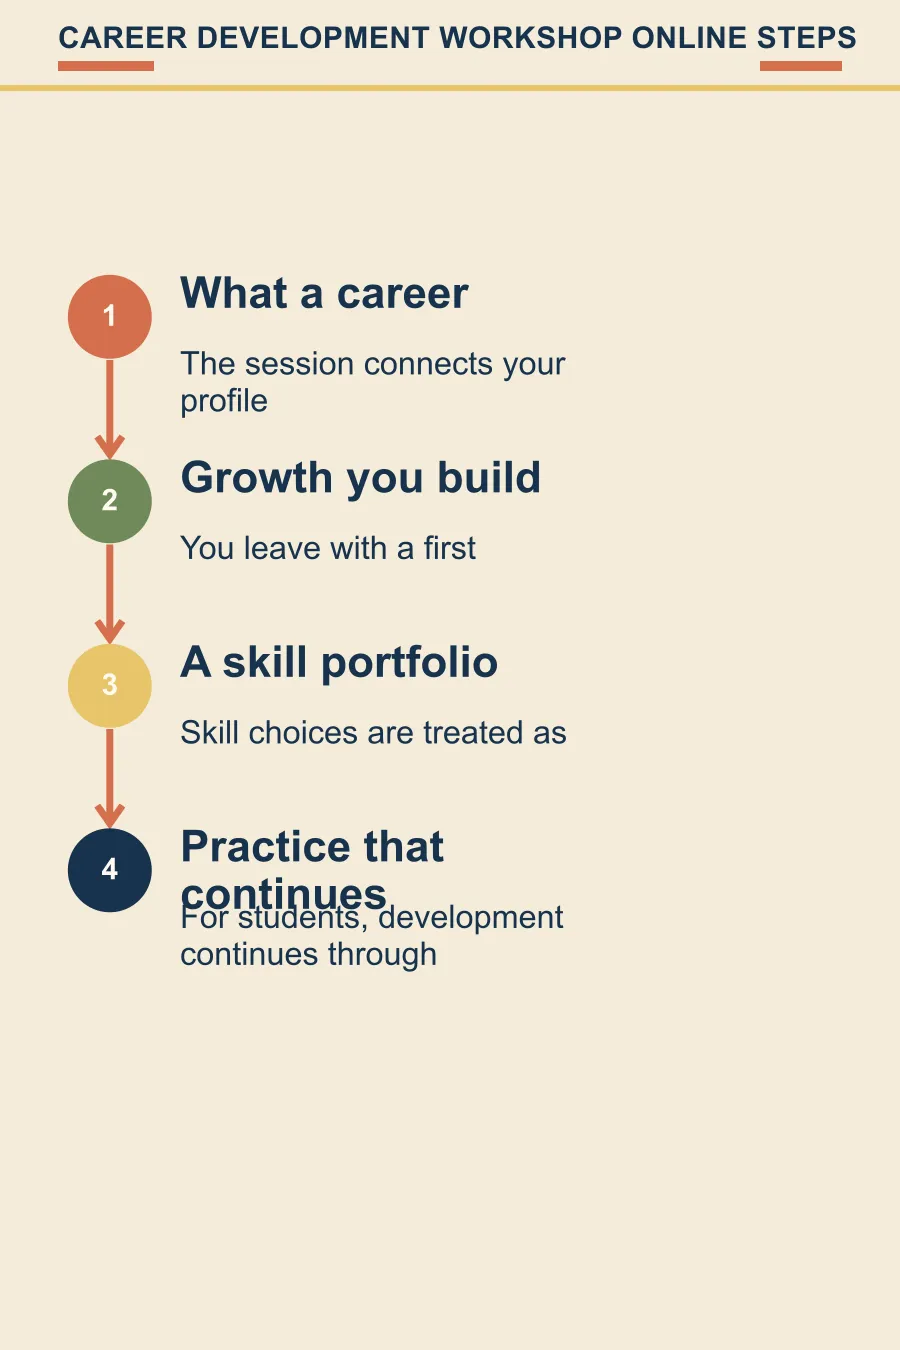 CAREER DEVELOPMENT WORKSHOP ONLINE STEPS
1
What a career
The session connects your
profile
2
Growth you build
You leave with a first
3
A skill portfolio
Skill choices are treated as
4
Practice that
continues
For students, development
continues through